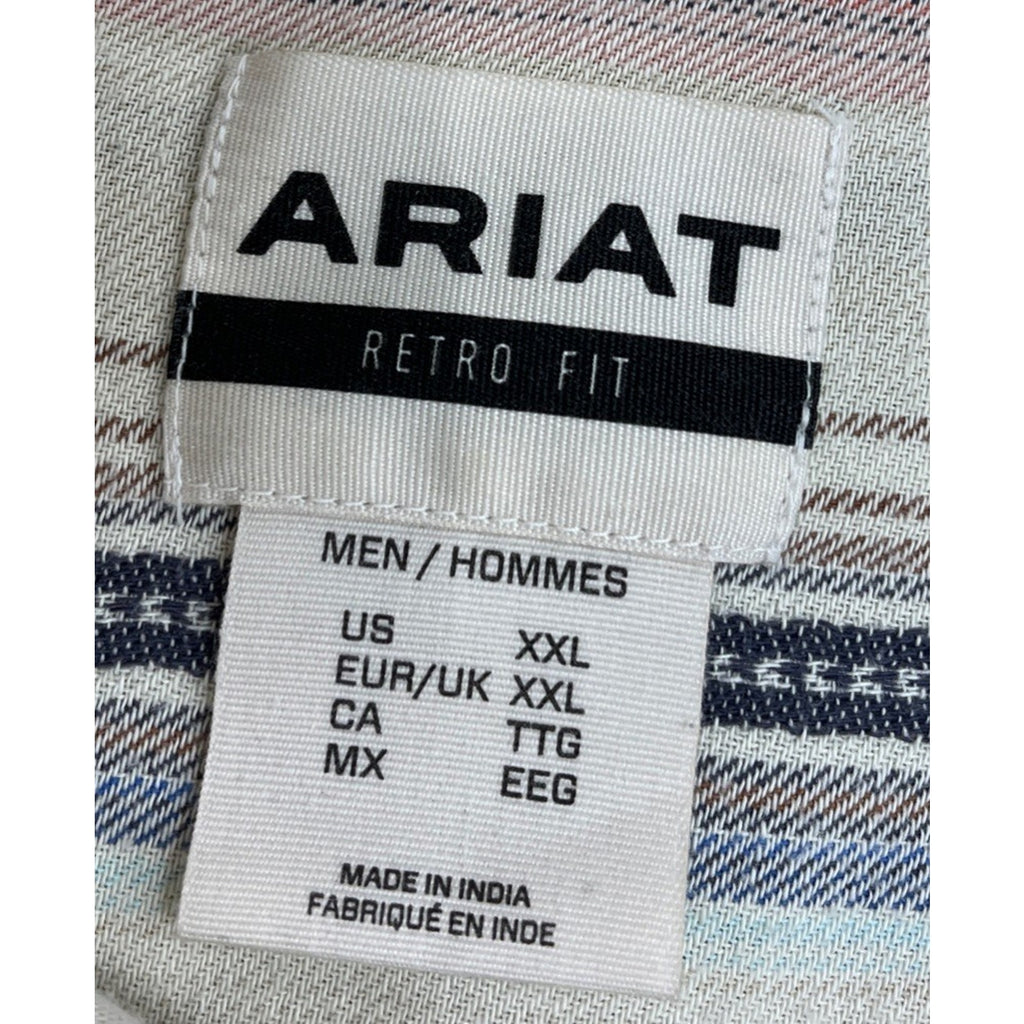 ARIAT
RETRO FIT
MEN / HOMMES
US XXL
EUR/UK XXL
CA TTG
MX EEG
MADE IN INDIA
FABRIQUÉ EN INDE